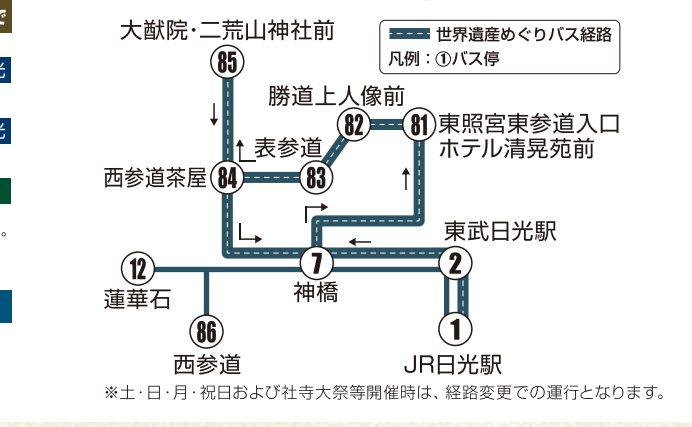 で
大猷院・二荒山神社前
世界遺産めぐりバス経路
凡例：①バス停
85
光
勝道上人像前
82
81
東照宮東参道入口
ホテル清晃苑前
光
表参道
西参道茶屋
84
83
。
東武日光駅
12
7
2
蓮華石
神橋
86
1
西参道
JR日光駅
※土・日・月・祝日および社寺大祭等開催時は、経路変更での運行となります。